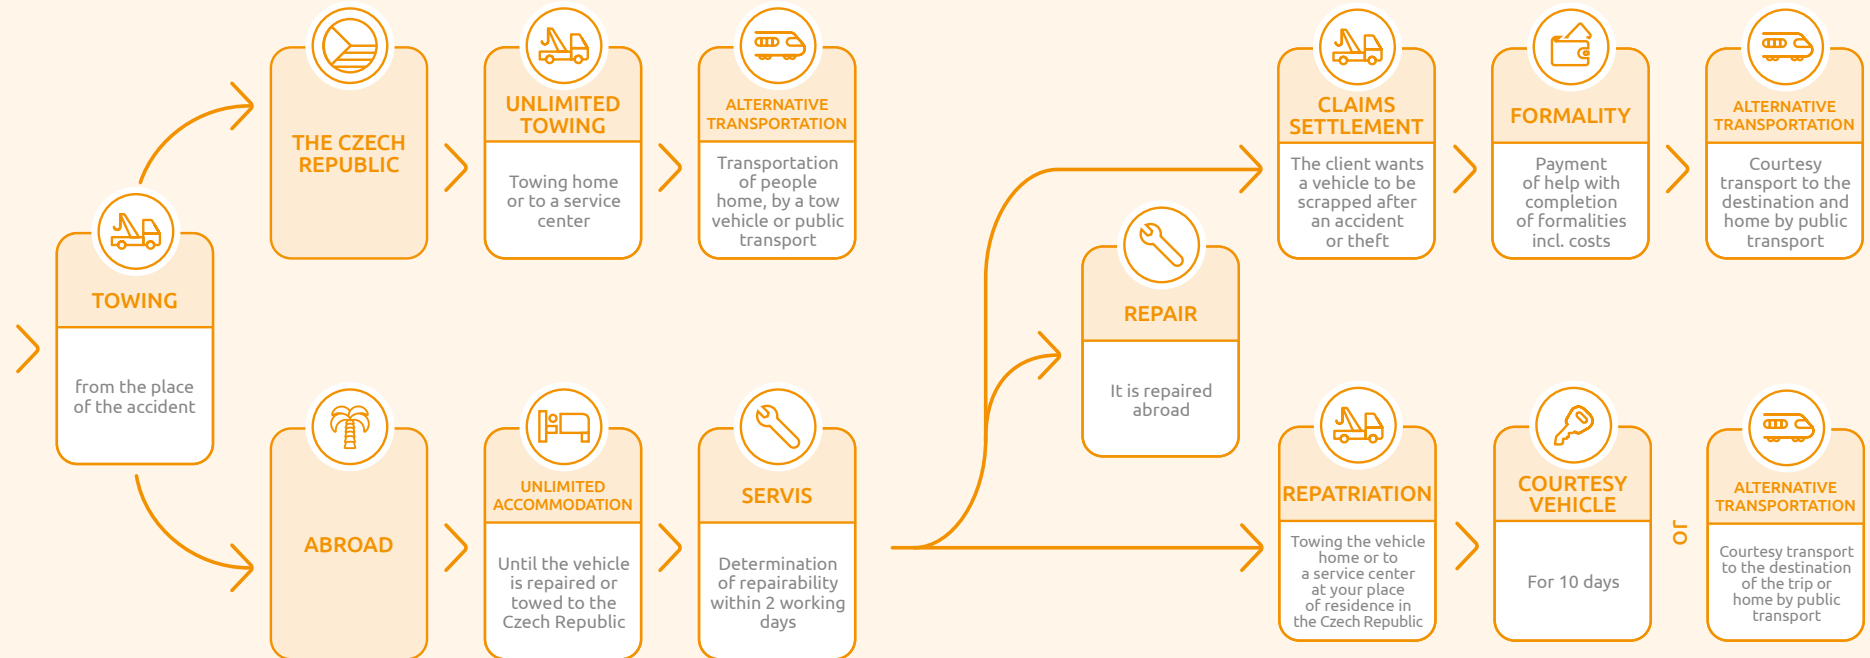 TOWING
from the place
of the accident
THE CZECH
REPUBLIC
UNLIMITED
TOWING
Towing home
or to a service
center
ALTERNATIVE
TRANSPORTATION
Transportation
of people
home, by a tow
vehicle or public
transport
ABROAD
UNLIMITED
ACCOMMODATION
Until the vehicle
is repaired or
towed to the
Czech Republic
SERVIS
Determination
of repairability
within 2 working
days
CLAIMS
SETTLEMENT
The client wants
a vehicle to be
scrapped after
an accident
or theft
FORMALITY
Payment
of help with
completion
of formalities
incl. costs
ALTERNATIVE
TRANSPORTATION
Courtesy
transport to the
destination and
home by public
transport
REPAIR
It is repaired
abroad
REPATRIATION
Towing the vehicle
home or to
a service center
at your place
of residence in
the Czech Republic
COURTESY
VEHICLE
For 10 days
or
ALTERNATIVE
TRANSPORTATION
Courtesy transport
to the destination
of the trip or
home by public
transport